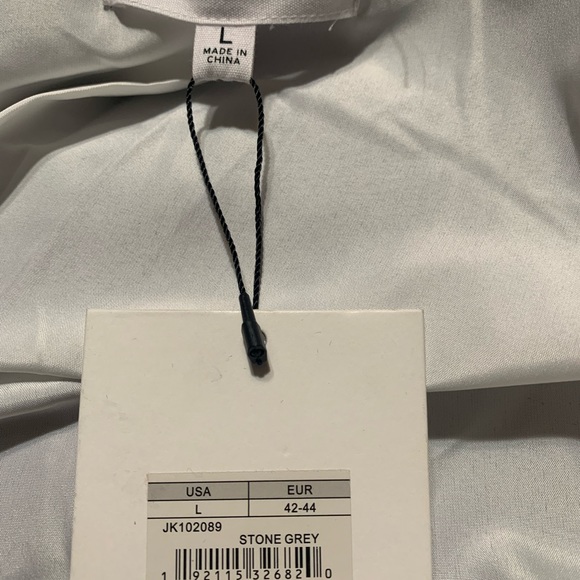 L
MADE IN
CHINA
USA EUR
L 42-44
JK102089
STONE GREY
1 92115 32682 0